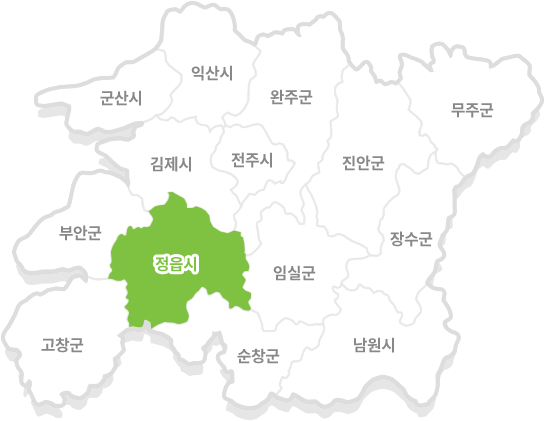 익산시
군산시
완주군
무주군
김제시
전주시
진안군
부안군
장수군
정읍시
임실군
고창군
순창군
남원시